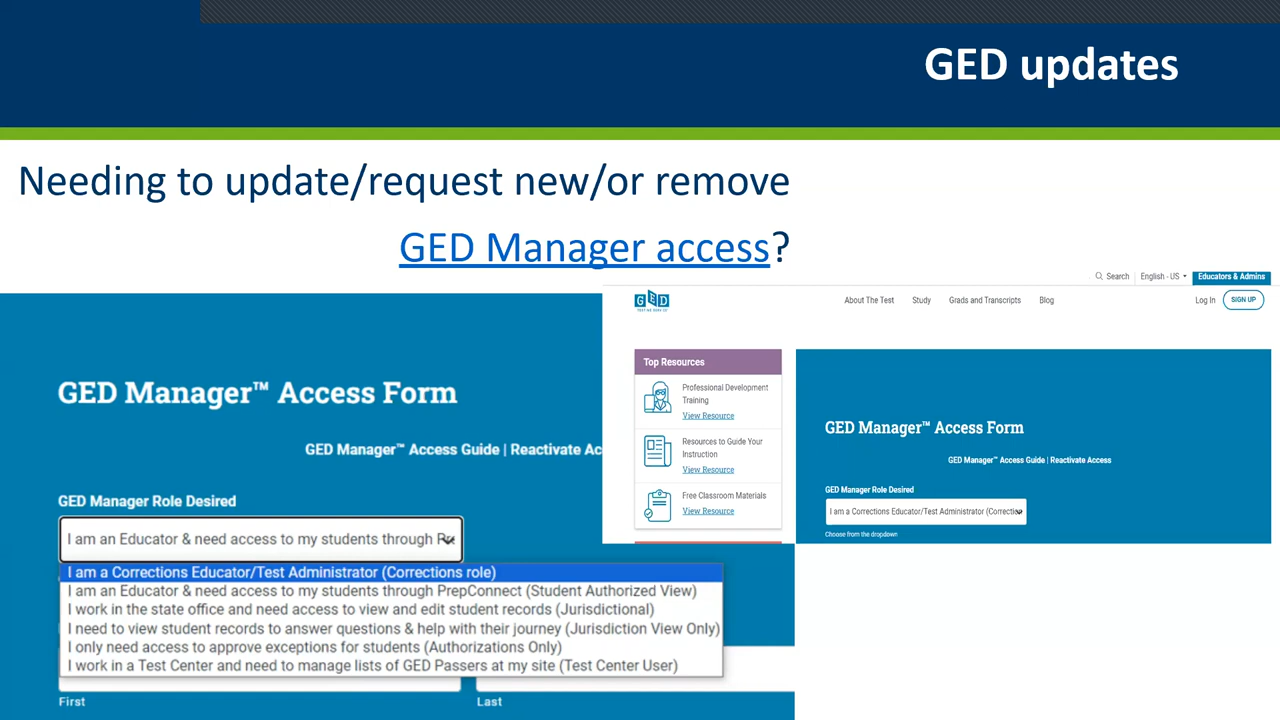 GED updates
Needing to update/request new/or remove
GED Manager access?
Search
English - US
Educators & Admins
GED
About The Test
Study
Grads and Transcripts
Blog
Log In
SIGN UP
Top Resources
Professional Development
Training
View Resource
Resources to Guide Your
Instruction
View Resource
Free Classroom Materials
View Resource
GED Manager™ Access Form
GED Manager™ Access Guide | Reactivate Access
GED Manager Role Desired
I am a Corrections Educator/Test Administrator (Correctio
Choose from the dropdown
GED Manager™ Access Form
GED Manager™ Access Guide | Reactivate Ac
GED Manager Role Desired
I am an Educator & need access to my students through
I am a Corrections Educator/Test Administrator (Corrections role)
I am an Educator & need access to my students through PrepConnect (Student Authorized View)
I work in the state office and need access to view and edit student records (Jurisdictional)
I need to view student records to answer questions & help with their journey (Jurisdiction View Only)
I only need access to approve exceptions for students (Authorizations Only)
I work in a Test Center and need to manage lists of GED Passers at my site (Test Center User)
First
Last